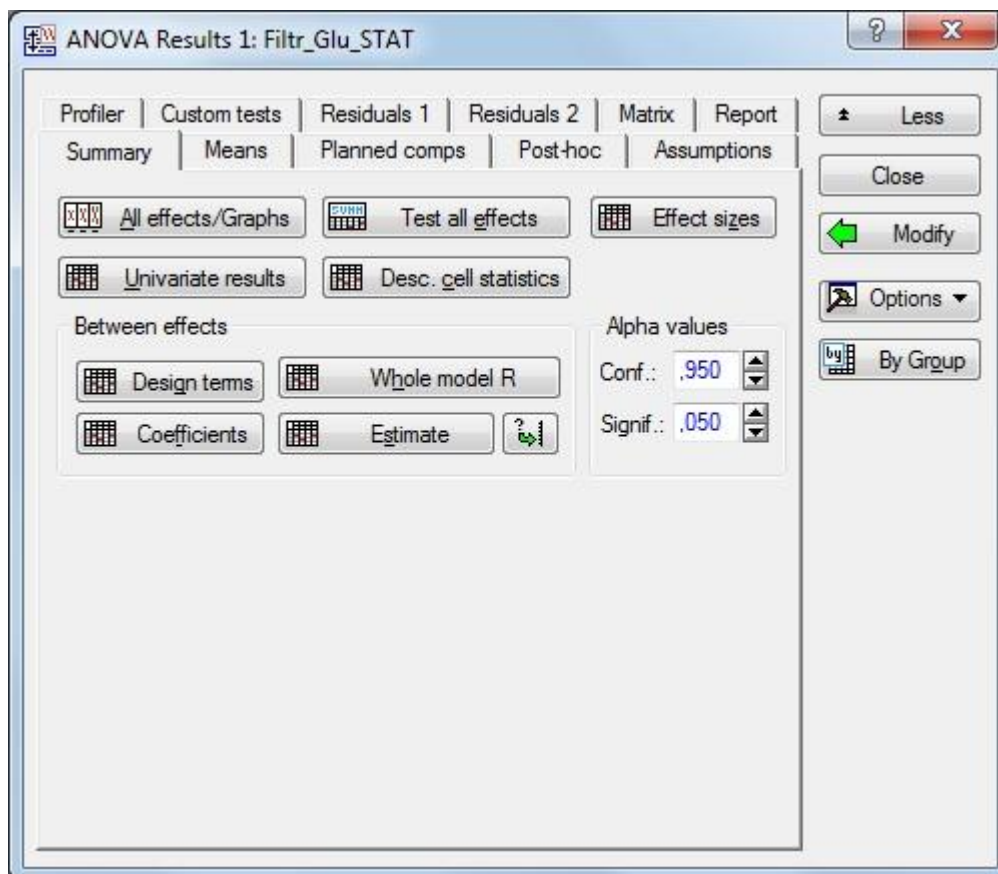 ANOVA Results 1: Filtr_Glu_STAT
Profiler Custom tests Residuals 1 Residuals 2 Matrix Report
Summary Means Planned comps Post-hoc Assumptions
All effects/Graphs Test all effects Effect sizes
Univariate results Desc. cell statistics
Between effects
Design terms Whole model R
Coefficients Estimate
Alpha values
Conf.: ,950
Signif.: ,050
Less
Close
Modify
Options
By Group